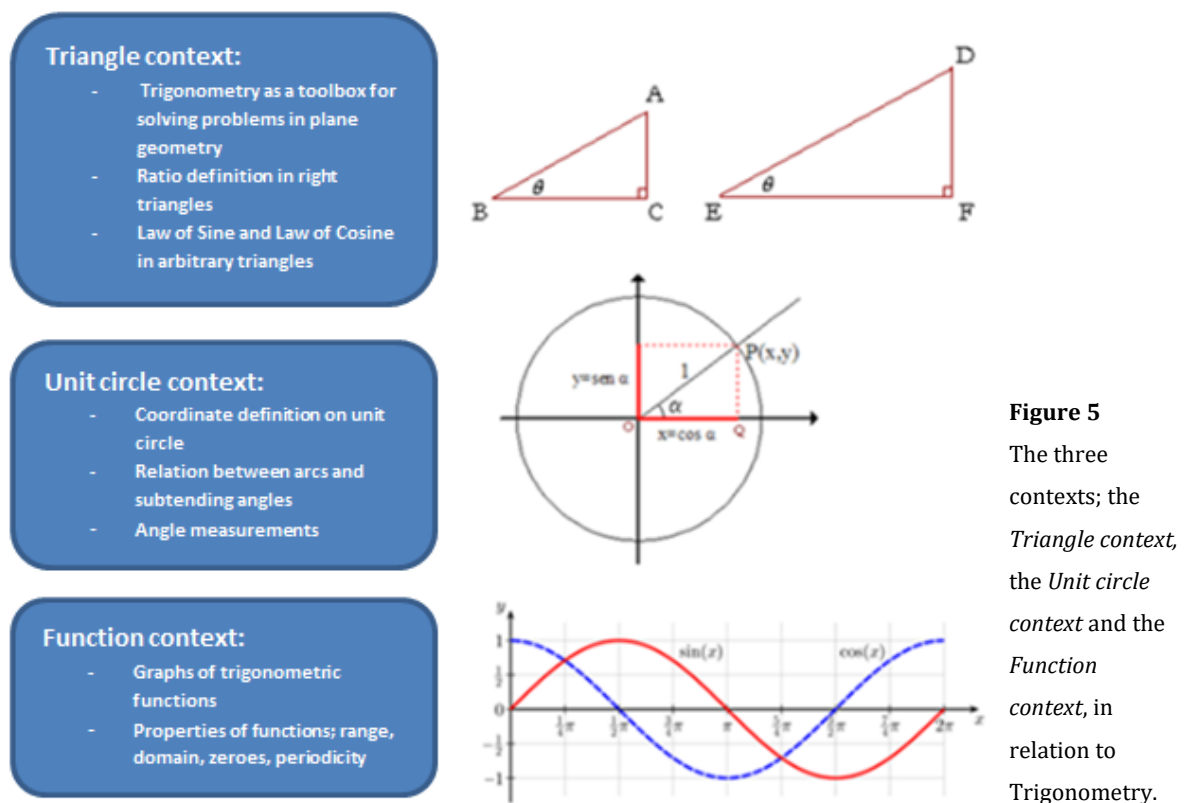 Triangle context:
- Trigonometry as a toolbox for
solving problems in plane
geometry
- Ratio definition in right
triangles
- Law of Sine and Law of Cosine
in arbitrary triangles
A
B
θ
C
D
E
θ
F
Unit circle context:
- Coordinate definition on unit
circle
- Relation between arcs and
subtending angles
- Angle measurements
P(x,y)
y=sen α
1
α
O
x=cos α
Q
Function context:
- Graphs of trigonometric
functions
- Properties of functions; range,
domain, zeroes, periodicity
y
1
sin(x)
cos(x)
0
π
2π
x
-1
Figure 5
The three
contexts; the
Triangle context,
the Unit circle
context and the
Function
context, in
relation to
Trigonometry.